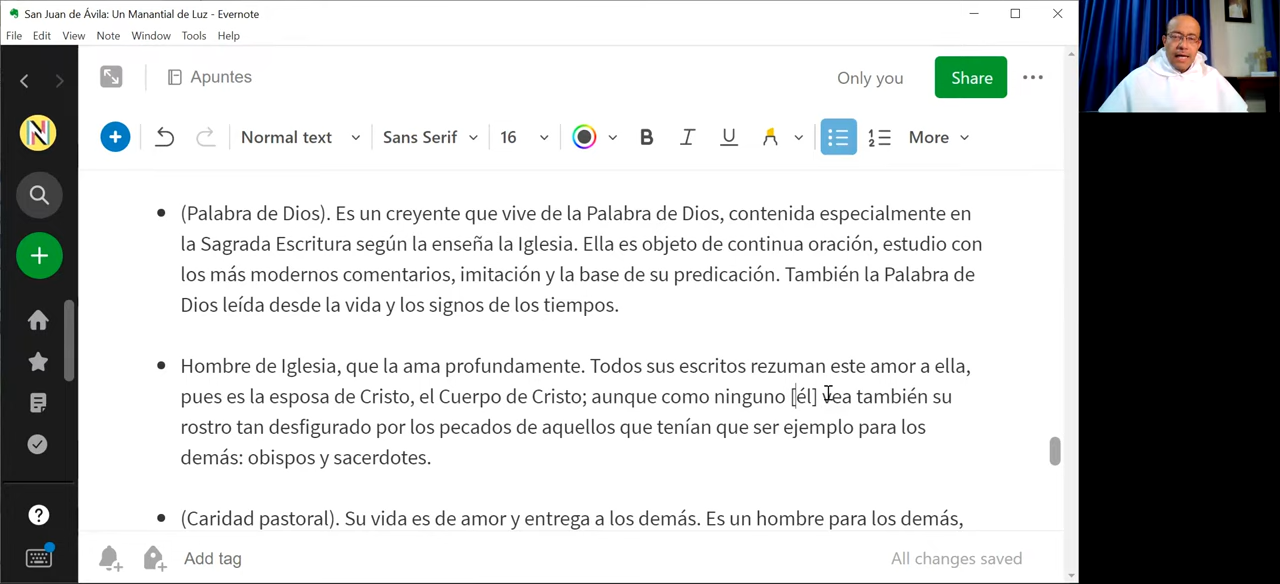 San Juan de Ávila: Un Manantial de Luz - Evernote
File Edit View Note Window Tools Help
Apuntes
Only you
Share
Normal text
Sans Serif
16
B I U
More
• (Palabra de Dios). Es un creyente que vive de la Palabra de Dios, contenida especialmente en
la Sagrada Escritura según la enseña la Iglesia. Ella es objeto de continua oración, estudio con
los más modernos comentarios, imitación y la base de su predicación. También la Palabra de
Dios leída desde la vida y los signos de los tiempos.
• Hombre de Iglesia, que la ama profundamente. Todos sus escritos rezuman este amor a ella,
pues es la esposa de Cristo, el Cuerpo de Cristo; aunque como ninguno [él] vea también su
rostro tan desfigurado por los pecados de aquellos que tenían que ser ejemplo para los
demás: obispos y sacerdotes.
• (Caridad pastoral). Su vida es de amor y entrega a los demás. Es un hombre para los demás,
Add tag
All changes saved
N